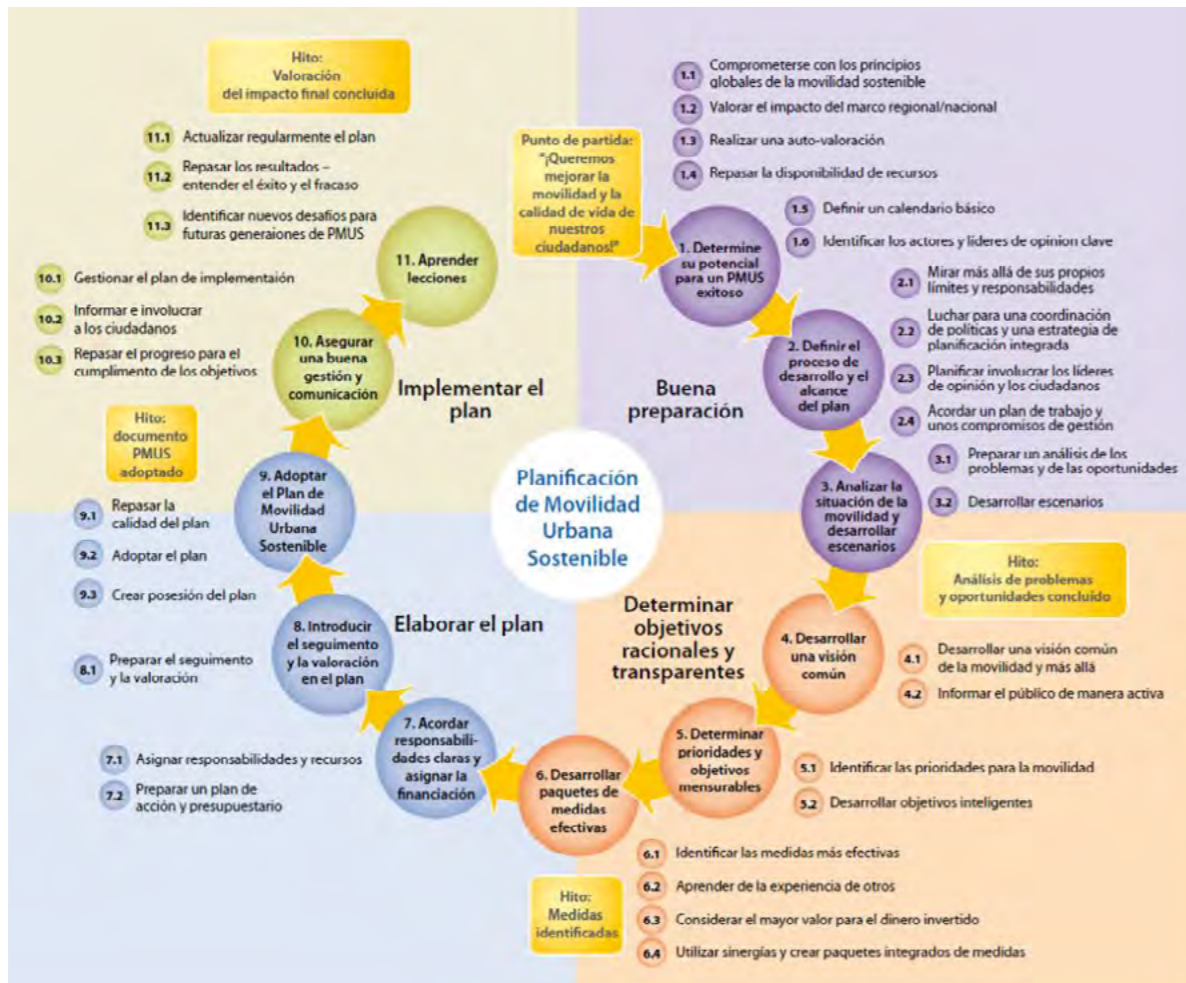 Punto de partida:
"¡Queremos
mejorar la
movilidad y la
calidad de vida de
nuestros
ciudadanos!"
1. Determine
su potencial
para un PMUS
exitoso
1.1 Comprometerse con los principios
globales de la movilidad sostenible
1.2 Valorar el impacto del marco regional/nacional
1.3 Realizar una auto-valoración
1.4 Repasar la disponibilidad de recursos
1.5 Definir un calendario básico
1.6 Identificar los actores y líderes de opinion clave
2. Definir el
proceso de
desarrollo y el
alcance
del plan
2.1 Mirar más allá de sus propios
límites y responsabilidades
2.2 Luchar para una coordinación
de políticas y una estrategia de
planificación integrada
2.3 Planificar involucrar los líderes
de opinión y los ciudadanos
2.4 Acordar un plan de trabajo y
unos compromisos de gestión
Buena
preparación
3. Analizar la
situación de la
movilidad y
desarrollar
escenarios
3.1 Preparar un análisis de los
problemas y de las oportunidades
3.2 Desarrollar escenarios
Hito:
Análisis de problemas
y oportunidades concluído
Planificación
de Movilidad
Urbana
Sostenible
Determinar
objetivos
racionales y
transparentes
4. Desarrollar
una visión
común
4.1 Desarrollar una visión común
de la movilidad y más allá
4.2 Informar el público de manera activa
5. Determinar
prioridades y
objetivos
mensurables
5.1 Identificar las prioridades para la movilidad
5.2 Desarrollar objetivos inteligentes
6. Desarrollar
paquetes de
medidas
efectivas
6.1 Identificar las medidas más efectivas
6.2 Aprender de la experiencia de otros
6.3 Considerar el mayor valor para el dinero invertido
6.4 Utilizar sinergías y crear paquetes integrados de medidas
Hito:
Medidas
identificadas
Elaborar el plan
7. Acordar
responsabili-
dades claras y
asignar la
financiación
7.1 Asignar responsabilidades y recursos
7.2 Preparar un plan de
acción y presupuestario
8. Introducir
el seguimento
y la valoración
en el plan
8.1 Preparar el seguimento
y la valoración
9. Adoptar
el Plan de
Movilidad
Urbana
Sostenible
9.1 Repasar la
calidad del plan
9.2 Adoptar el plan
9.3 Crear posesión del plan
Hito:
documento
PMUS
adoptado
Implementar el
plan
10. Asegurar
una buena
gestión y
comunicación
10.1 Gestionar el plan de implementaión
10.2 Informar e involucrar
a los ciudadanos
10.3 Repasar el progreso para el
cumplimento de los objetivos
11. Aprender
lecciones
11.1 Actualizar regularmente el plan
11.2 Repasar los resultados –
entender el éxito y el fracaso
11.3 Identificar nuevos desafíos para
futuras generaiones de PMUS
Hito:
Valoración
del impacto final concluida